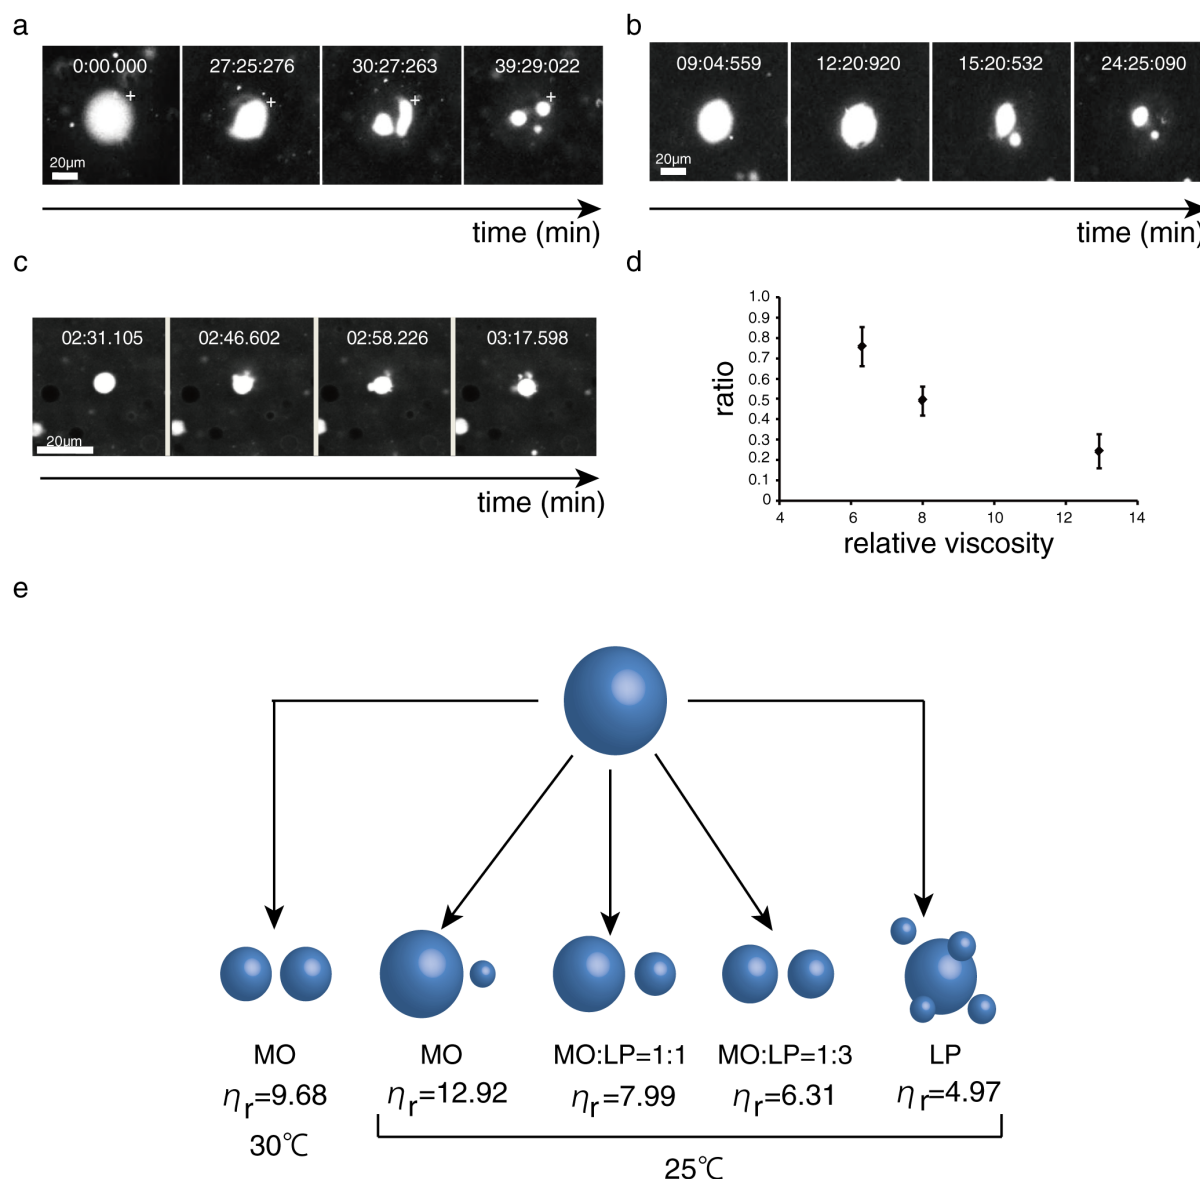 a
0:00.000 27:25:276 30:27:263 39:29:022
+ + + +
20μm
time (min)
b
09:04:559 12:20:920 15:20:532 24:25:090
20μm
time (min)
c
02:31.105 02:46.602 02:58.226 03:17.598
20μm
time (min)
d
1.0
0.9
0.8
0.7
0.6
0.5
0.4
0.3
0.2
0.1
0
ratio
4 6 8 10 12 14
relative viscosity
e
MO MO MO:LP=1:1 MO:LP=1:3 LP
ηr=9.68 ηr=12.92 ηr=7.99 ηr=6.31 ηr=4.97
30℃
25℃